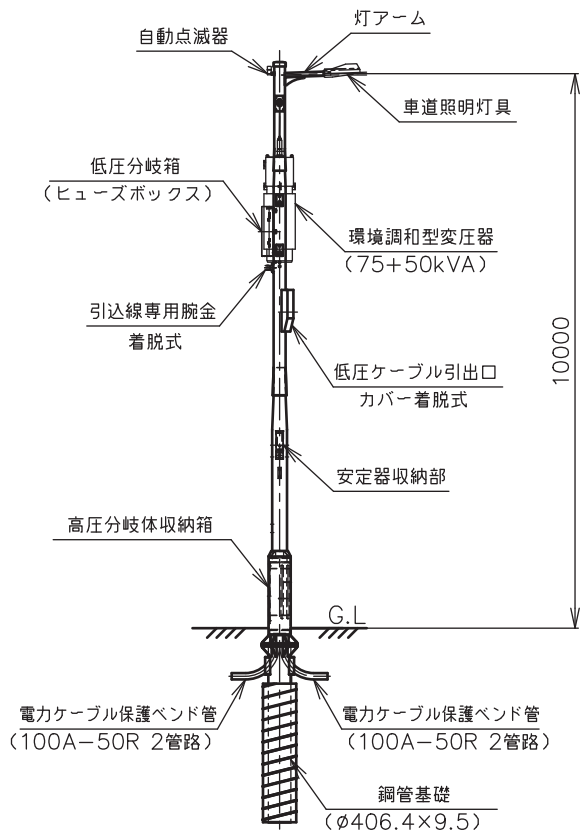 自動点滅器
灯アーム
車道照明灯具
低圧分岐箱
(ヒューズボックス)
環境調和型変圧器
(75+50kVA)
引込線専用腕金
着脱式
低圧ケーブル引出口
カバー着脱式
10000
安定器収納部
高圧分岐体収納箱
G.L
電力ケーブル保護ベンド管
(100A-50R 2管路)
電力ケーブル保護ベンド管
(100A-50R 2管路)
鋼管基礎
(φ406.4×9.5)